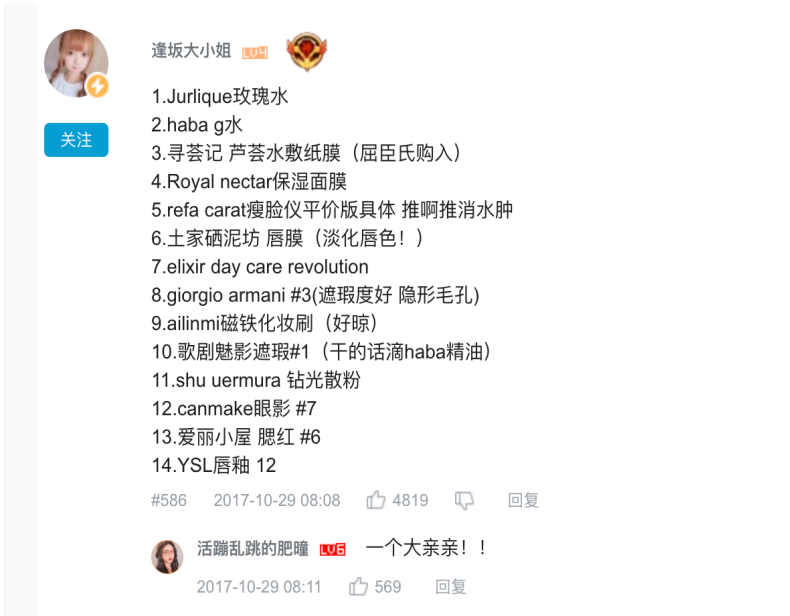 逢坂大小姐 LV4
关注
1.Jurlique玫瑰水
2.haba g水
3.寻荟记 芦荟水敷纸膜（屈臣氏购入）
4.Royal nectar保湿面膜
5.refa carat瘦脸仪平价版具体 推啊推消水肿
6.土家硒泥坊 唇膜（淡化唇色！）
7.elixir day care revolution
8.giorgio armani #3(遮瑕度好 隐形毛孔)
9.ailinmi磁铁化妆刷（好晾）
10.歌剧魅影遮瑕#1（干的话滴haba精油）
11.shu uermura 钻光散粉
12.canmake眼影 #7
13.爱丽小屋 腮红 #6
14.YSL唇釉 12
#586 2017-10-29 08:08 4819 回复
活蹦乱跳的肥曈 LV6 一个大亲亲！！
2017-10-29 08:11 569 回复